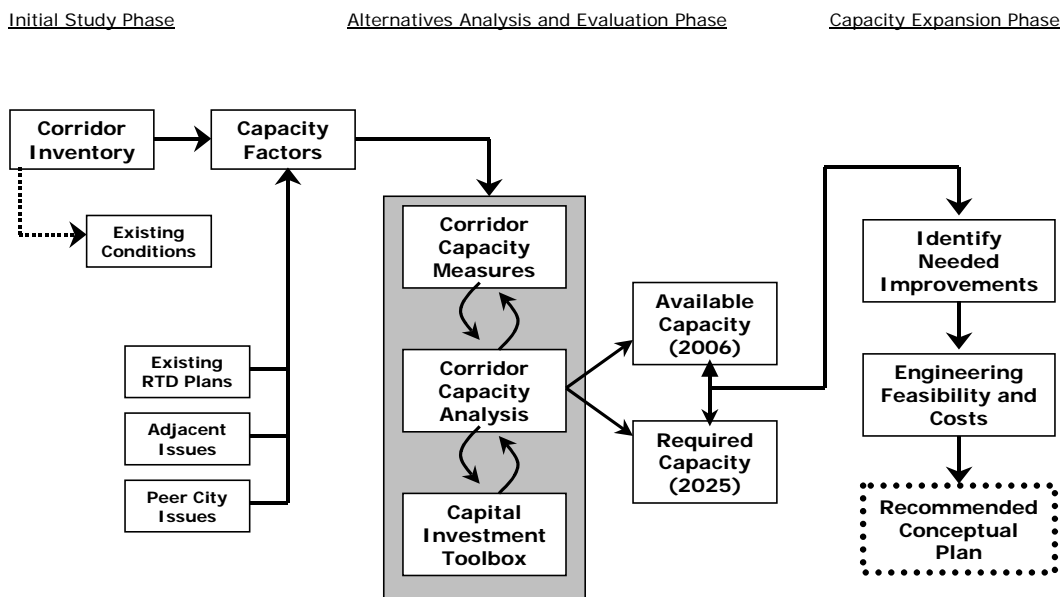 Initial Study Phase
Alternatives Analysis and Evaluation Phase
Capacity Expansion Phase
Corridor
Inventory
Capacity
Factors
Existing
Conditions
Existing
RTD Plans
Adjacent
Issues
Peer City
Issues
Corridor
Capacity
Measures
Corridor
Capacity
Analysis
Capital
Investment
Toolbox
Available
Capacity
(2006)
Required
Capacity
(2025)
Identify
Needed
Improvements
Engineering
Feasibility and
Costs
Recommended
Conceptual
Plan